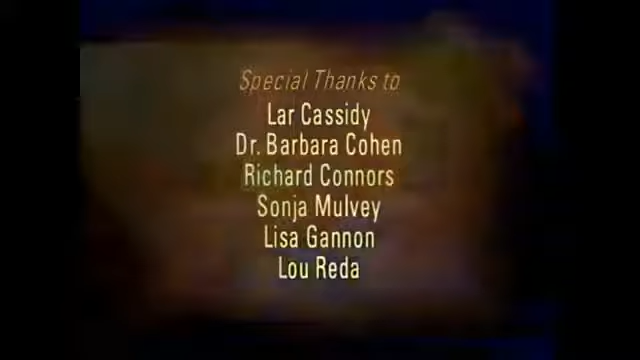 Special Thanks to
Lar Cassidy
Dr. Barbara Cohen
Richard Connors
Sonja Mulvey
Lisa Gannon
Lou Reda